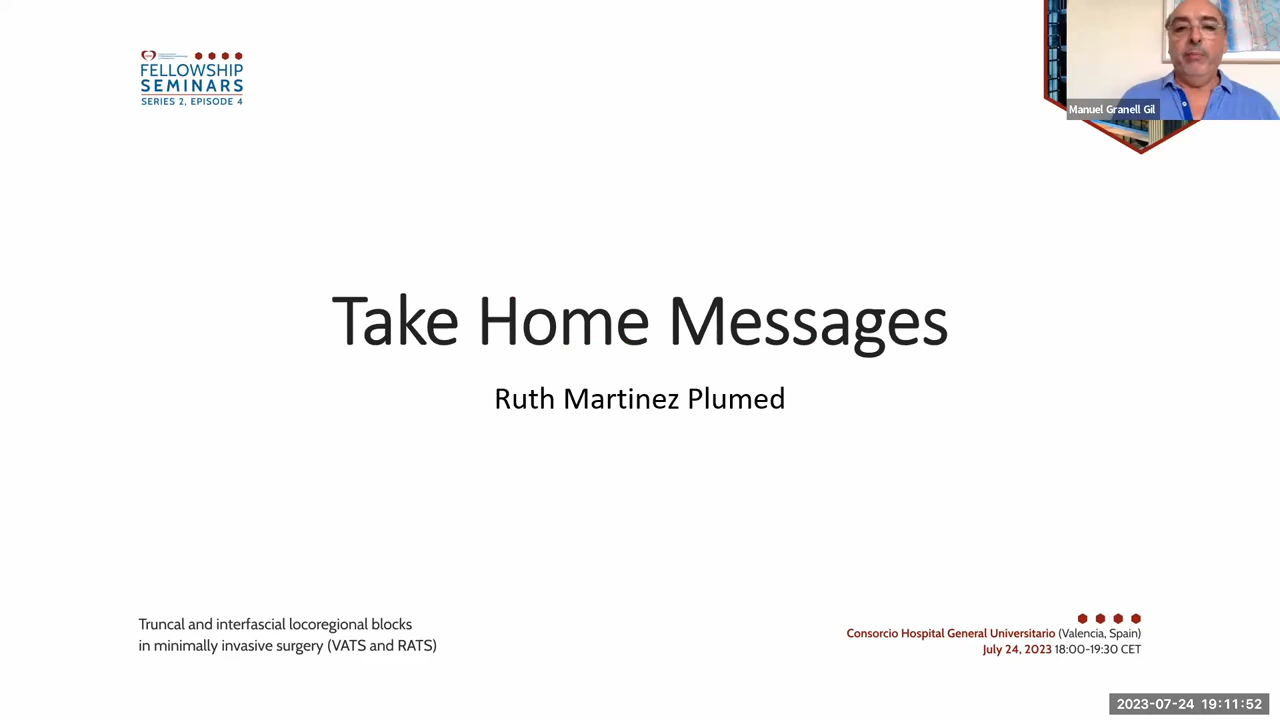 FELLOWSHIP
SEMINARS
SERIES 2, EPISODE 4
Manuel Granell Gil
Take Home Messages
Ruth Martinez Plumed
Truncal and interfascial locoregional blocks
in minimally invasive surgery (VATS and RATS)
Consorcio Hospital General Universitario (Valencia, Spain)
July 24, 2023 18:00-19:30 CET
2023-07-24 19:11:52